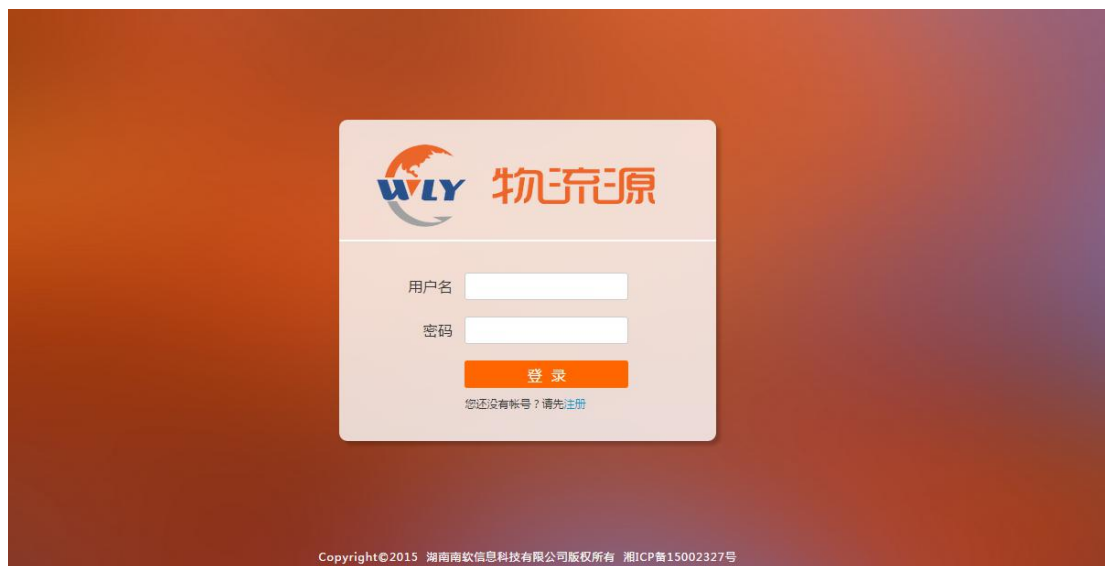 WLY 物流源
用户名
密码
登 录
您还没有帐号？请先注册
Copyright©2015 湖南南软信息科技有限公司版权所有 湘ICP备15002327号